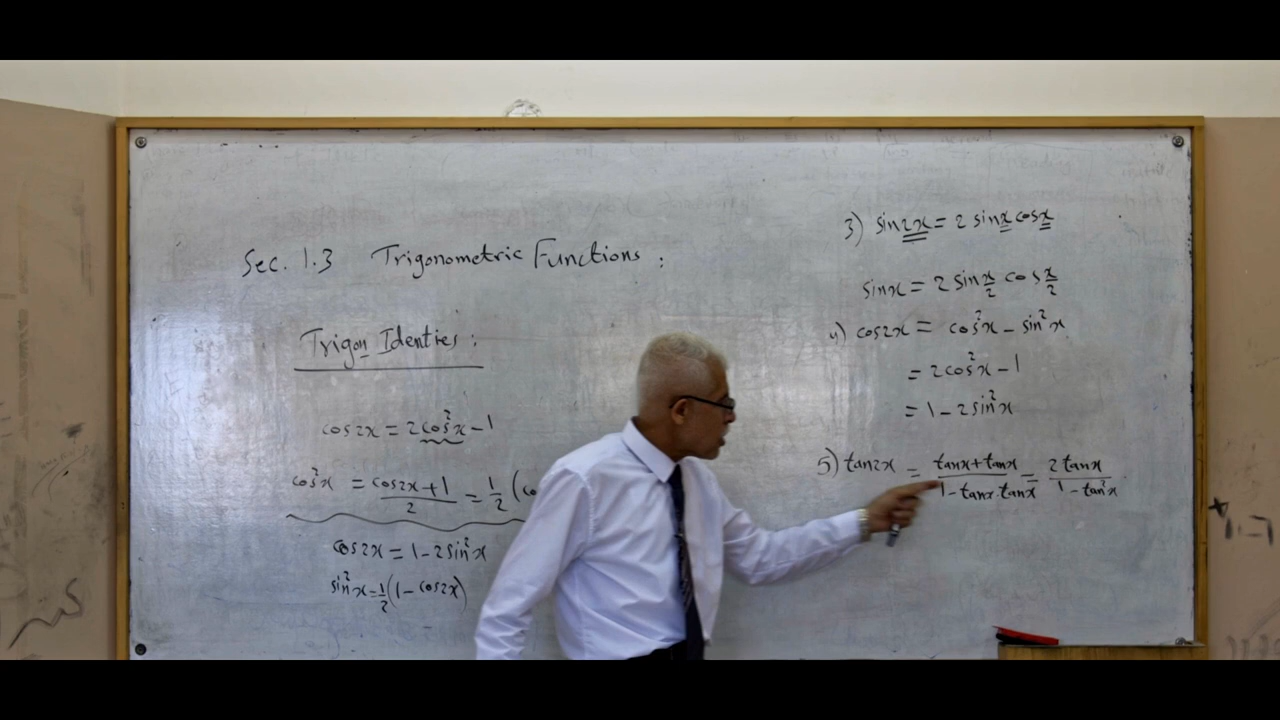 Sec. 1.3 Trigonometric Functions :
Trigon Identies :
cos2x = 2cos²x - 1
cos²x = cos2x + 1 / 2 = 1/2 (co
cos2x = 1 - 2sin²x
sin²x = 1/2 (1 - cos2x)
3) sin2x = 2 sinx cosx
sinx = 2 sin x/2 cos x/2
4) cos2x = cos²x - sin²x
= 2cos²x - 1
= 1 - 2sin²x
5) tan2x = tanx + tanx / 1 - tanx tanx = 2tanx / 1 - tan²x